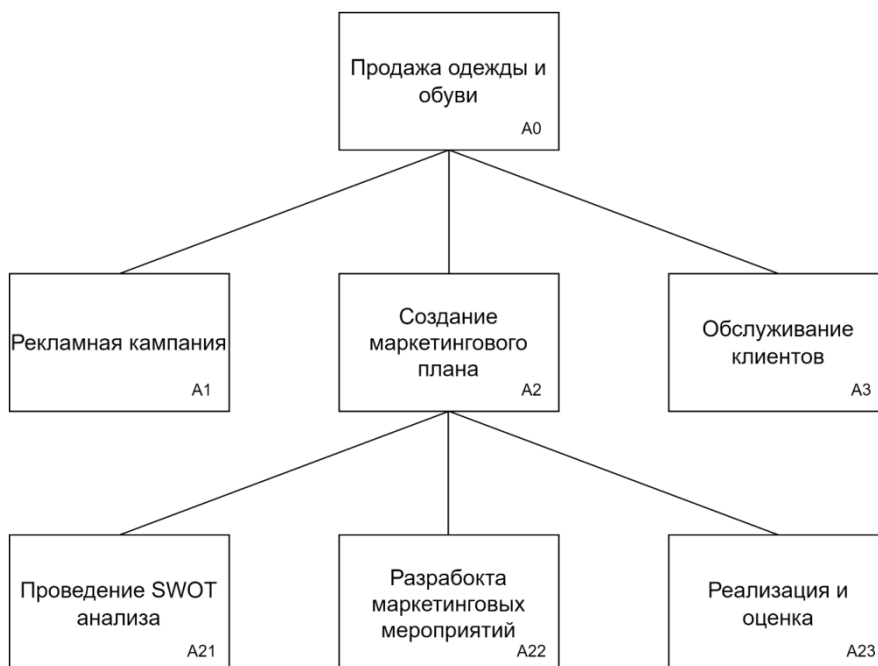 Продажа одежды и
обуви
A0
Рекламная кампания
A1
Создание
маркетингового
плана
A2
Обслуживание
клиентов
A3
Проведение SWOT
анализа
A21
Разрабокта
маркетинговых
мероприятий
A22
Реализация и
оценка
A23